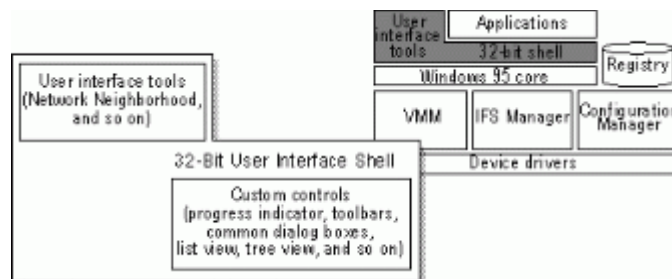 User
interface
tools
Applications
32-bit shell
Registry
Windows 95 core
VMM
IFS Manager
Configuration
Manager
Device drivers
User interface tools
(Network Neighborhood,
and so on)
32-Bit User Interface Shell
Custom controls
(progress indicator, toolbars,
common dialog boxes,
list view, tree view, and so on)